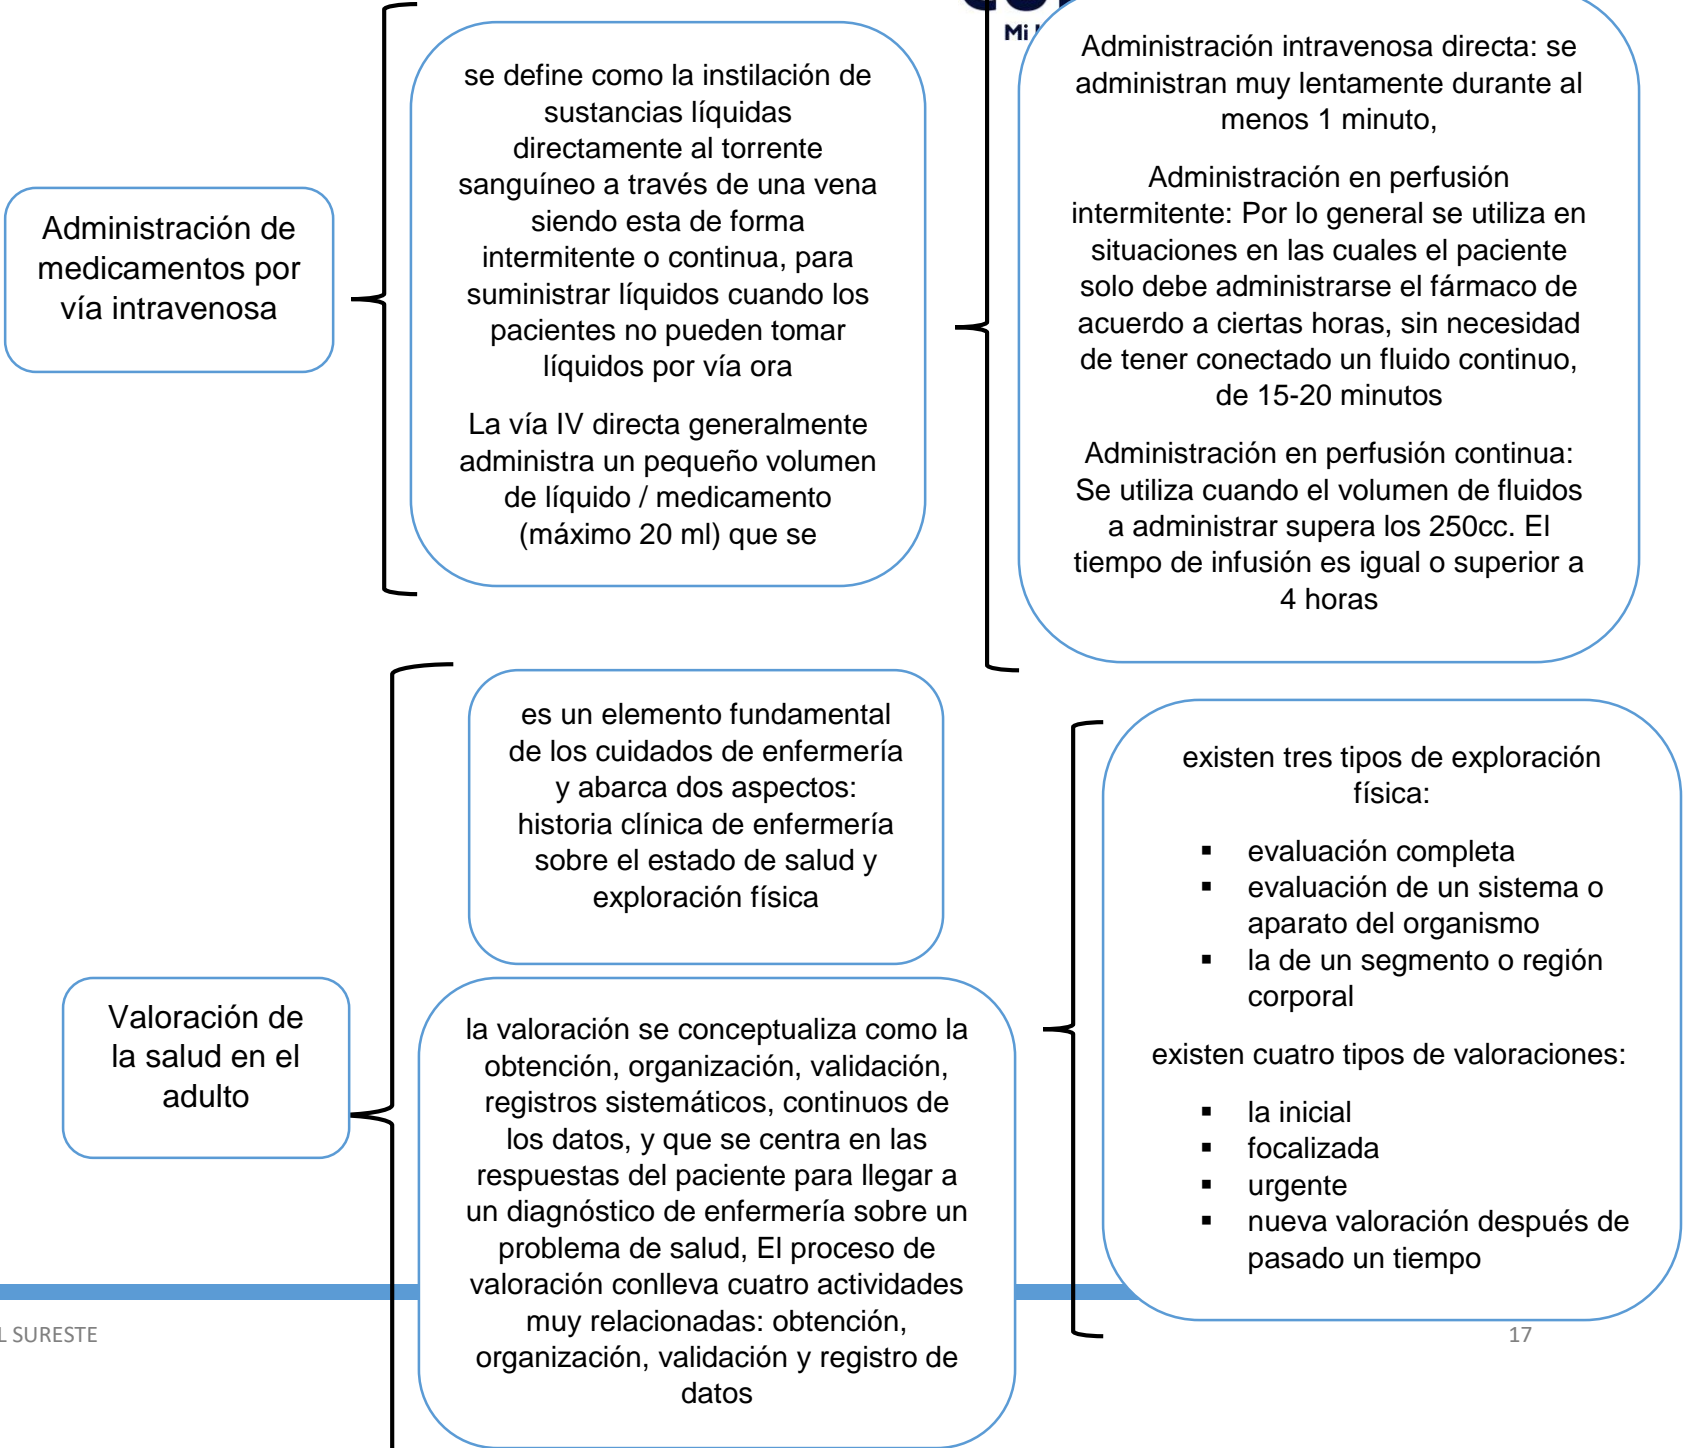 Mi
Administración de
medicamentos por
vía intravenosa
se define como la instilación de
sustancias líquidas
directamente al torrente
sanguíneo a través de una vena
siendo esta de forma
intermitente o continua, para
suministrar líquidos cuando los
pacientes no pueden tomar
líquidos por vía ora
La vía IV directa generalmente
administra un pequeño volumen
de líquido / medicamento
(máximo 20 ml) que se
Administración intravenosa directa: se
administran muy lentamente durante al
menos 1 minuto,
Administración en perfusión
intermitente: Por lo general se utiliza en
situaciones en las cuales el paciente
solo debe administrarse el fármaco de
acuerdo a ciertas horas, sin necesidad
de tener conectado un fluido continuo,
de 15-20 minutos
Administración en perfusión continua:
Se utiliza cuando el volumen de fluidos
a administrar supera los 250cc. El
tiempo de infusión es igual o superior a
4 horas
Valoración de
la salud en el
adulto
es un elemento fundamental
de los cuidados de enfermería
y abarca dos aspectos:
historia clínica de enfermería
sobre el estado de salud y
exploración física
la valoración se conceptualiza como la
obtención, organización, validación,
registros sistemáticos, continuos de
los datos, y que se centra en las
respuestas del paciente para llegar a
un diagnóstico de enfermería sobre un
problema de salud, El proceso de
valoración conlleva cuatro actividades
muy relacionadas: obtención,
organización, validación y registro de
datos
existen tres tipos de exploración
física:
▪ evaluación completa
▪ evaluación de un sistema o
aparato del organismo
▪ la de un segmento o región
corporal
existen cuatro tipos de valoraciones:
▪ la inicial
▪ focalizada
▪ urgente
▪ nueva valoración después de
pasado un tiempo
L SURESTE
17